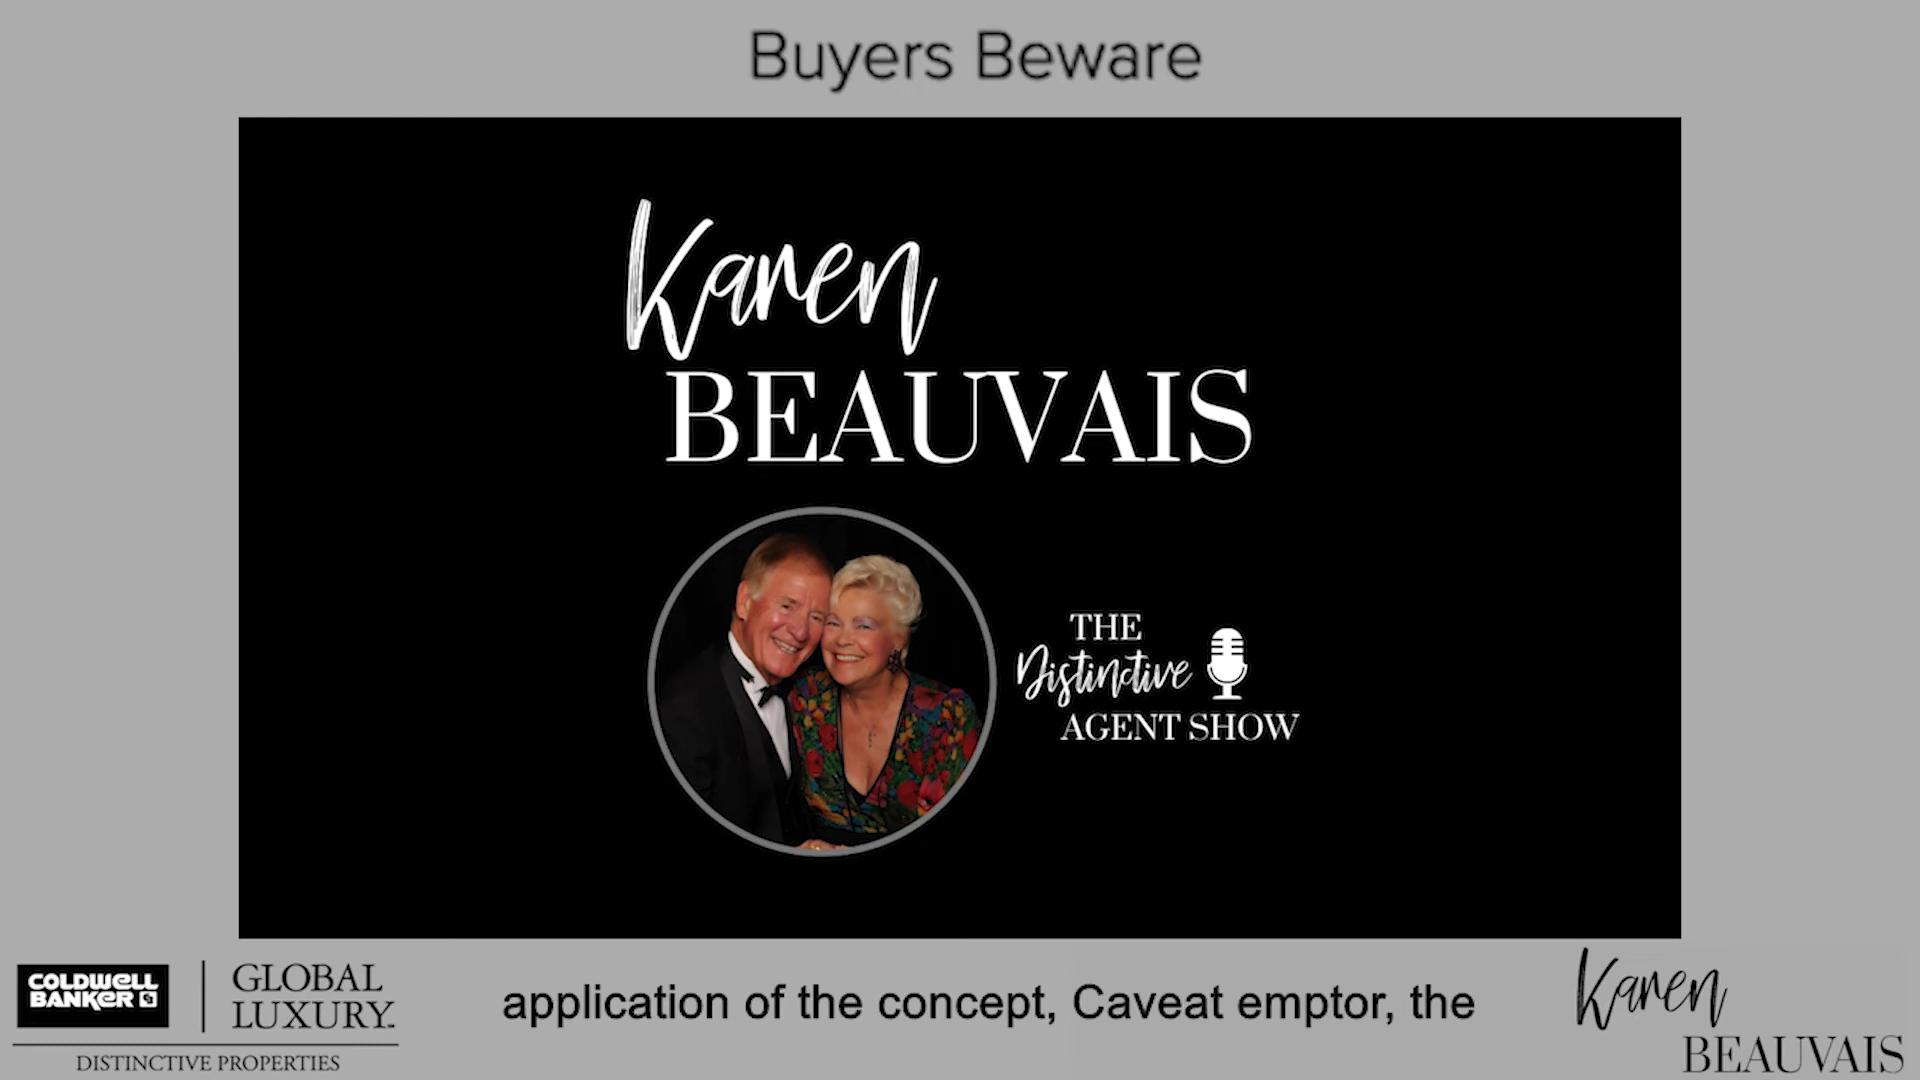 Buyers Beware
Karen
BEAUVAIS
THE
Distinctive
AGENT SHOW
COLDWELL
BANKER CB
GLOBAL
LUXURY.
DISTINCTIVE PROPERTIES
application of the concept, Caveat emptor, the
Karen
BEAUVAIS